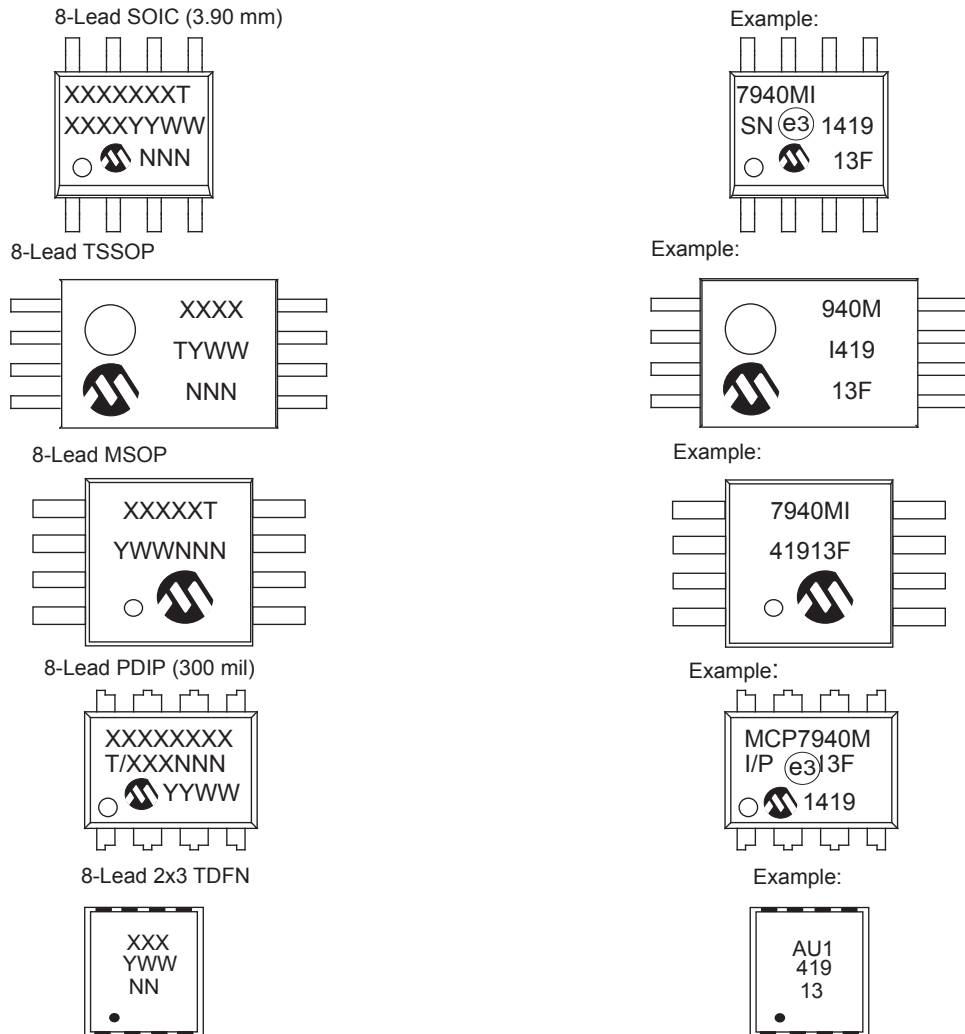 8-Lead SOIC (3.90 mm)
XXXXXXXT
XXXXYYWW
NNN
Example:
7940MI
SN e3 1419
13F
8-Lead TSSOP
XXXX
TYWW
NNN
Example:
940M
I419
13F
8-Lead MSOP
XXXXXT
YWWNNN
Example:
7940MI
41913F
8-Lead PDIP (300 mil)
XXXXXXXX
T/XXXNNN
YYWW
Example:
MCP7940M
I/P e3 13F
1419
8-Lead 2x3 TDFN
XXX
YWW
NN
Example:
AU1
419
13